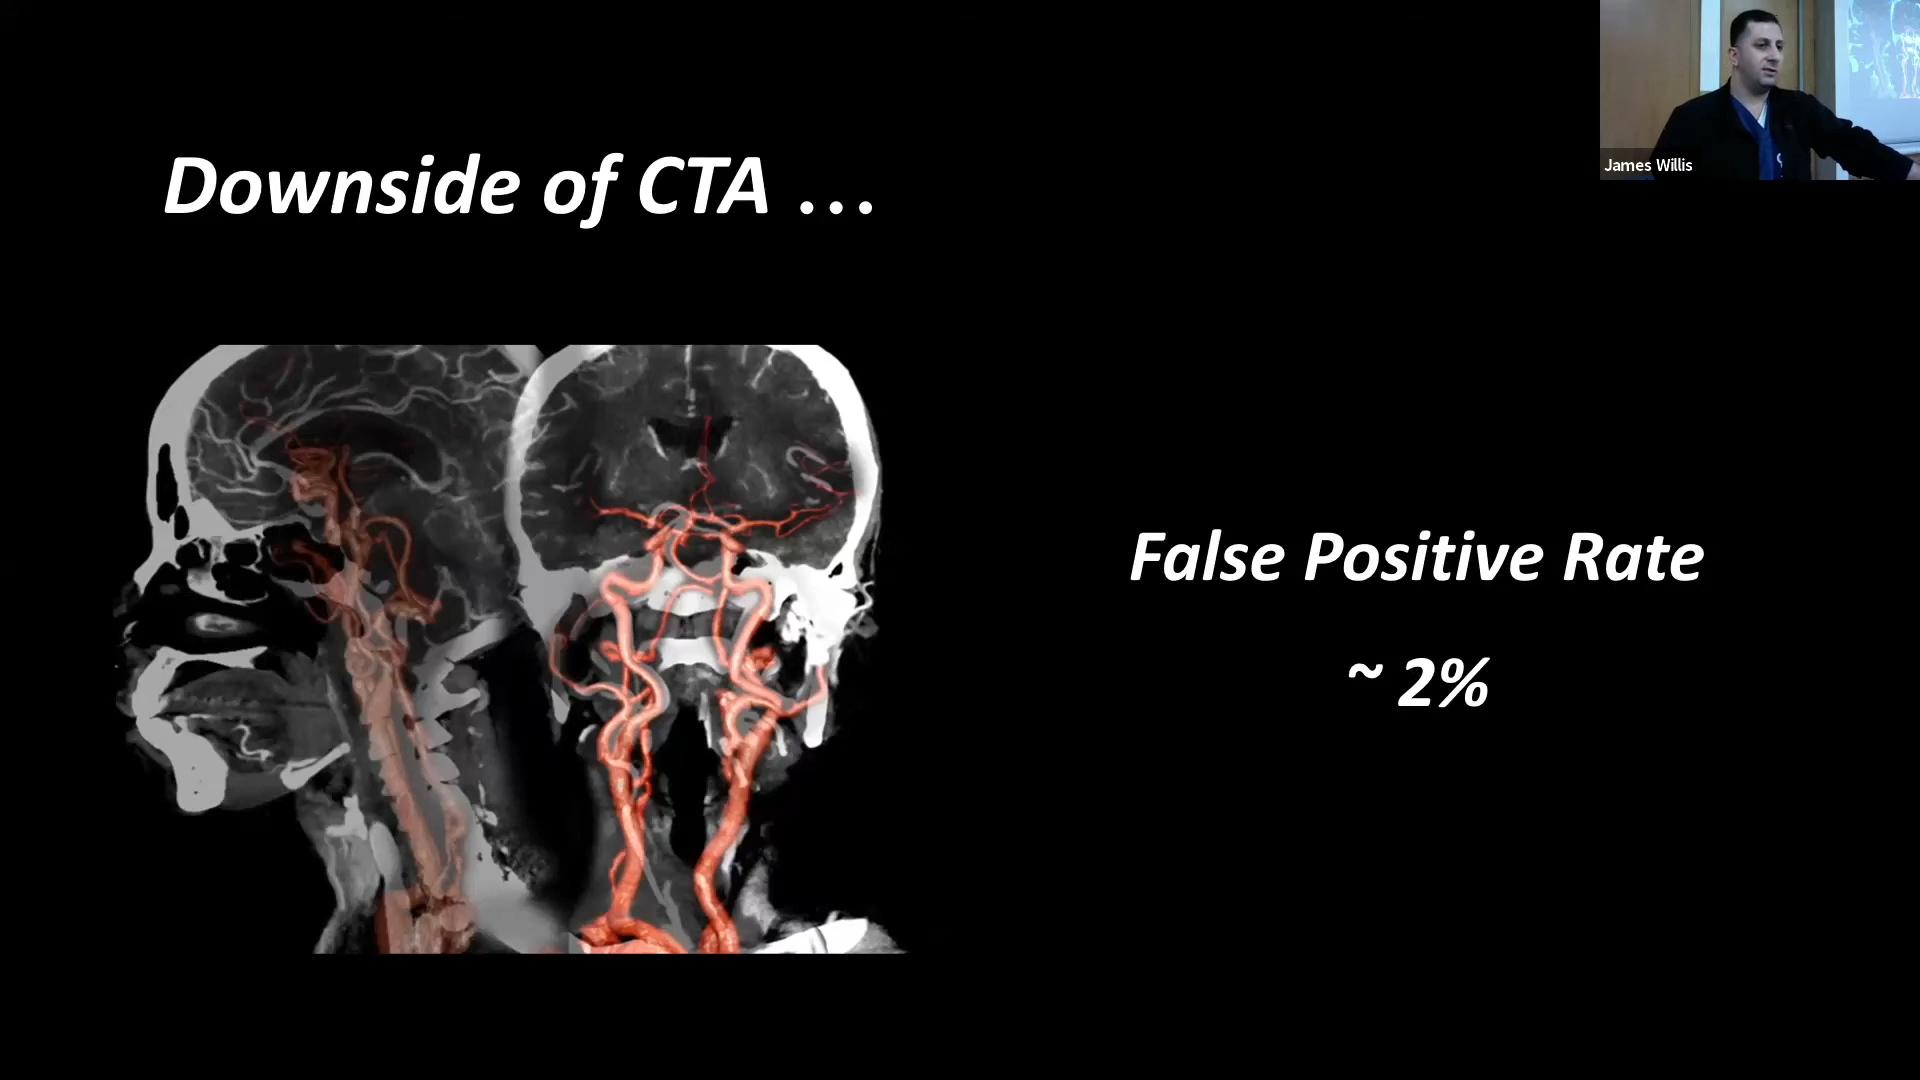 James Willis
Downside of CTA …
False Positive Rate
~ 2%